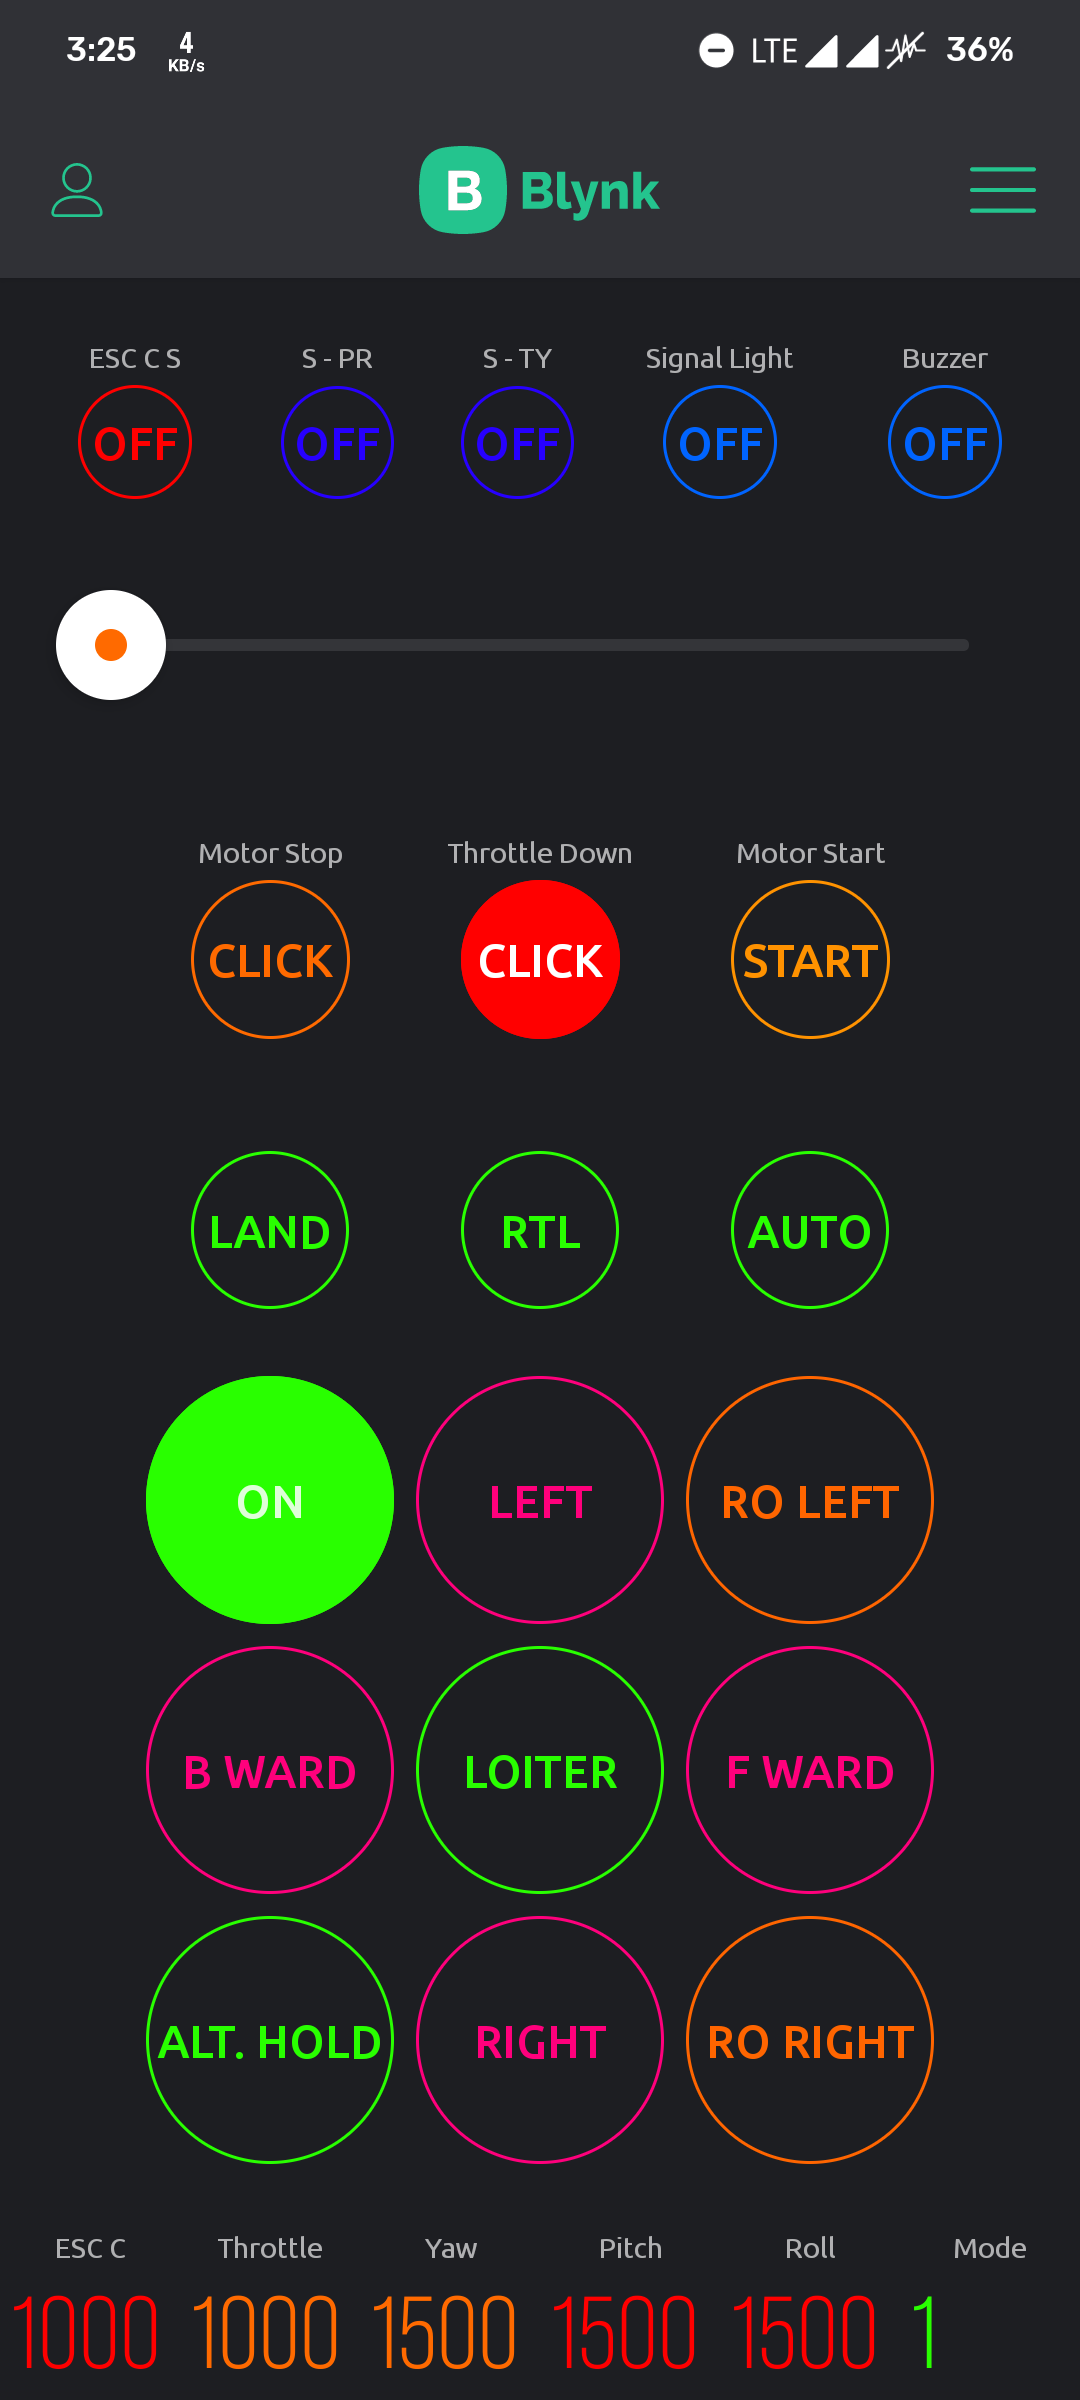 3:25 4 KB/s LTE 36%
B Blynk
ESC C S S - PR S - TY Signal Light Buzzer
OFF OFF OFF OFF OFF
Motor Stop Throttle Down Motor Start
CLICK CLICK START
LAND RTL AUTO
ON LEFT RO LEFT
B WARD LOITER F WARD
ALT. HOLD RIGHT RO RIGHT
ESC C Throttle Yaw Pitch Roll Mode
1000 1000 1500 1500 1500 1